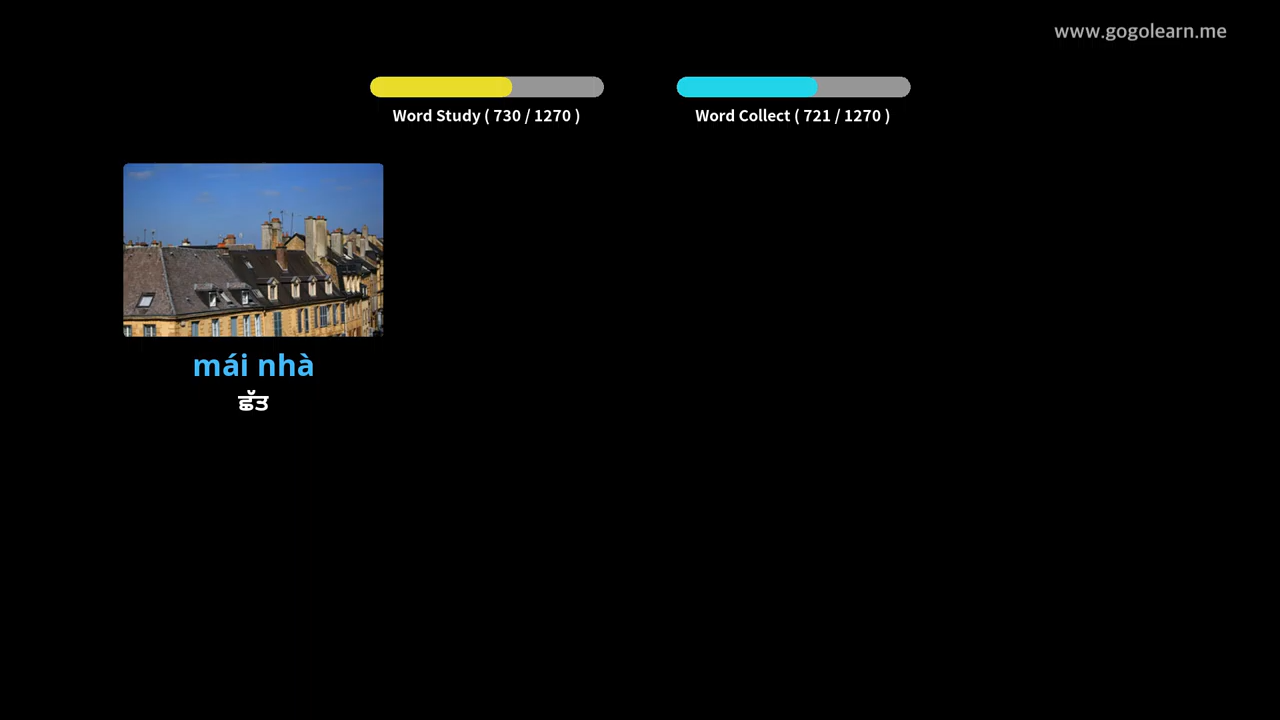 www.gogolearn.me
Word Study ( 730 / 1270 )
Word Collect ( 721 / 1270 )
mái nhà
ਛੱਤ